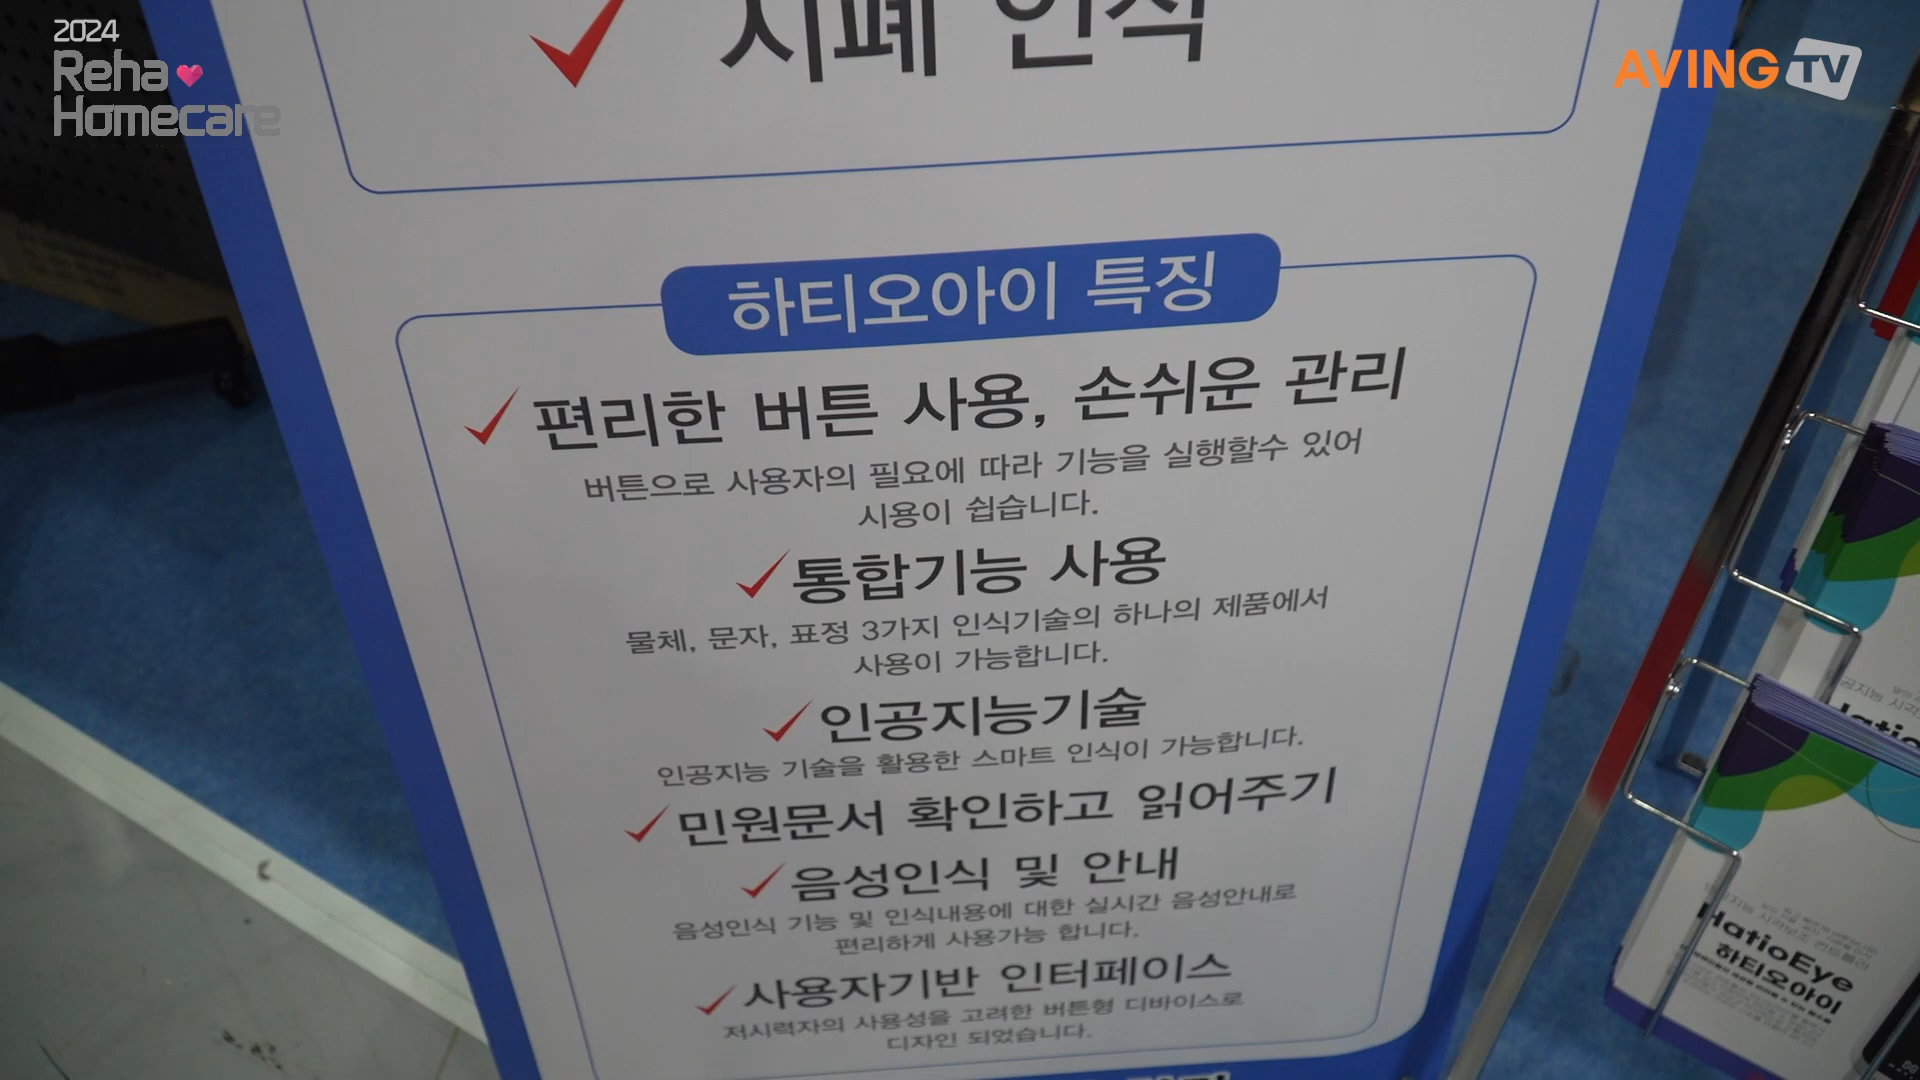 2024
Reha
Homecare
AVING TV
지폐 인식
하티오아이 특징
편리한 버튼 사용, 손쉬운 관리
버튼으로 사용자의 필요에 따라 기능을 실행할수 있어
시용이 쉽습니다.
통합기능 사용
물체, 문자, 표정 3가지 인식기술의 하나의 제품에서
사용이 가능합니다.
인공지능기술
인공지능 기술을 활용한 스마트 인식이 가능합니다.
민원문서 확인하고 읽어주기
음성인식 및 안내
음성인식 기능 및 인식내용에 대한 실시간 음성안내로
편리하게 사용가능 합니다.
사용자기반 인터페이스
저시력자의 사용성을 고려한 버튼형 디바이스로
디자인 되었습니다.
HatioEye
하티오아이